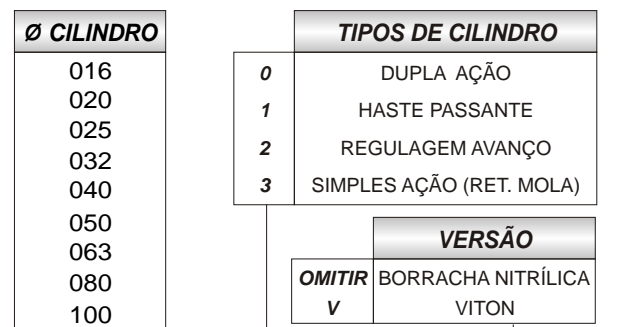 Ø CILINDRO
016
020
025
032
040
050
063
080
100
TIPOS DE CILINDRO
0 DUPLA AÇÃO
1 HASTE PASSANTE
2 REGULAGEM AVANÇO
3 SIMPLES AÇÃO (RET. MOLA)
VERSÃO
OMITIR BORRACHA NITRÍLICA
V VITON